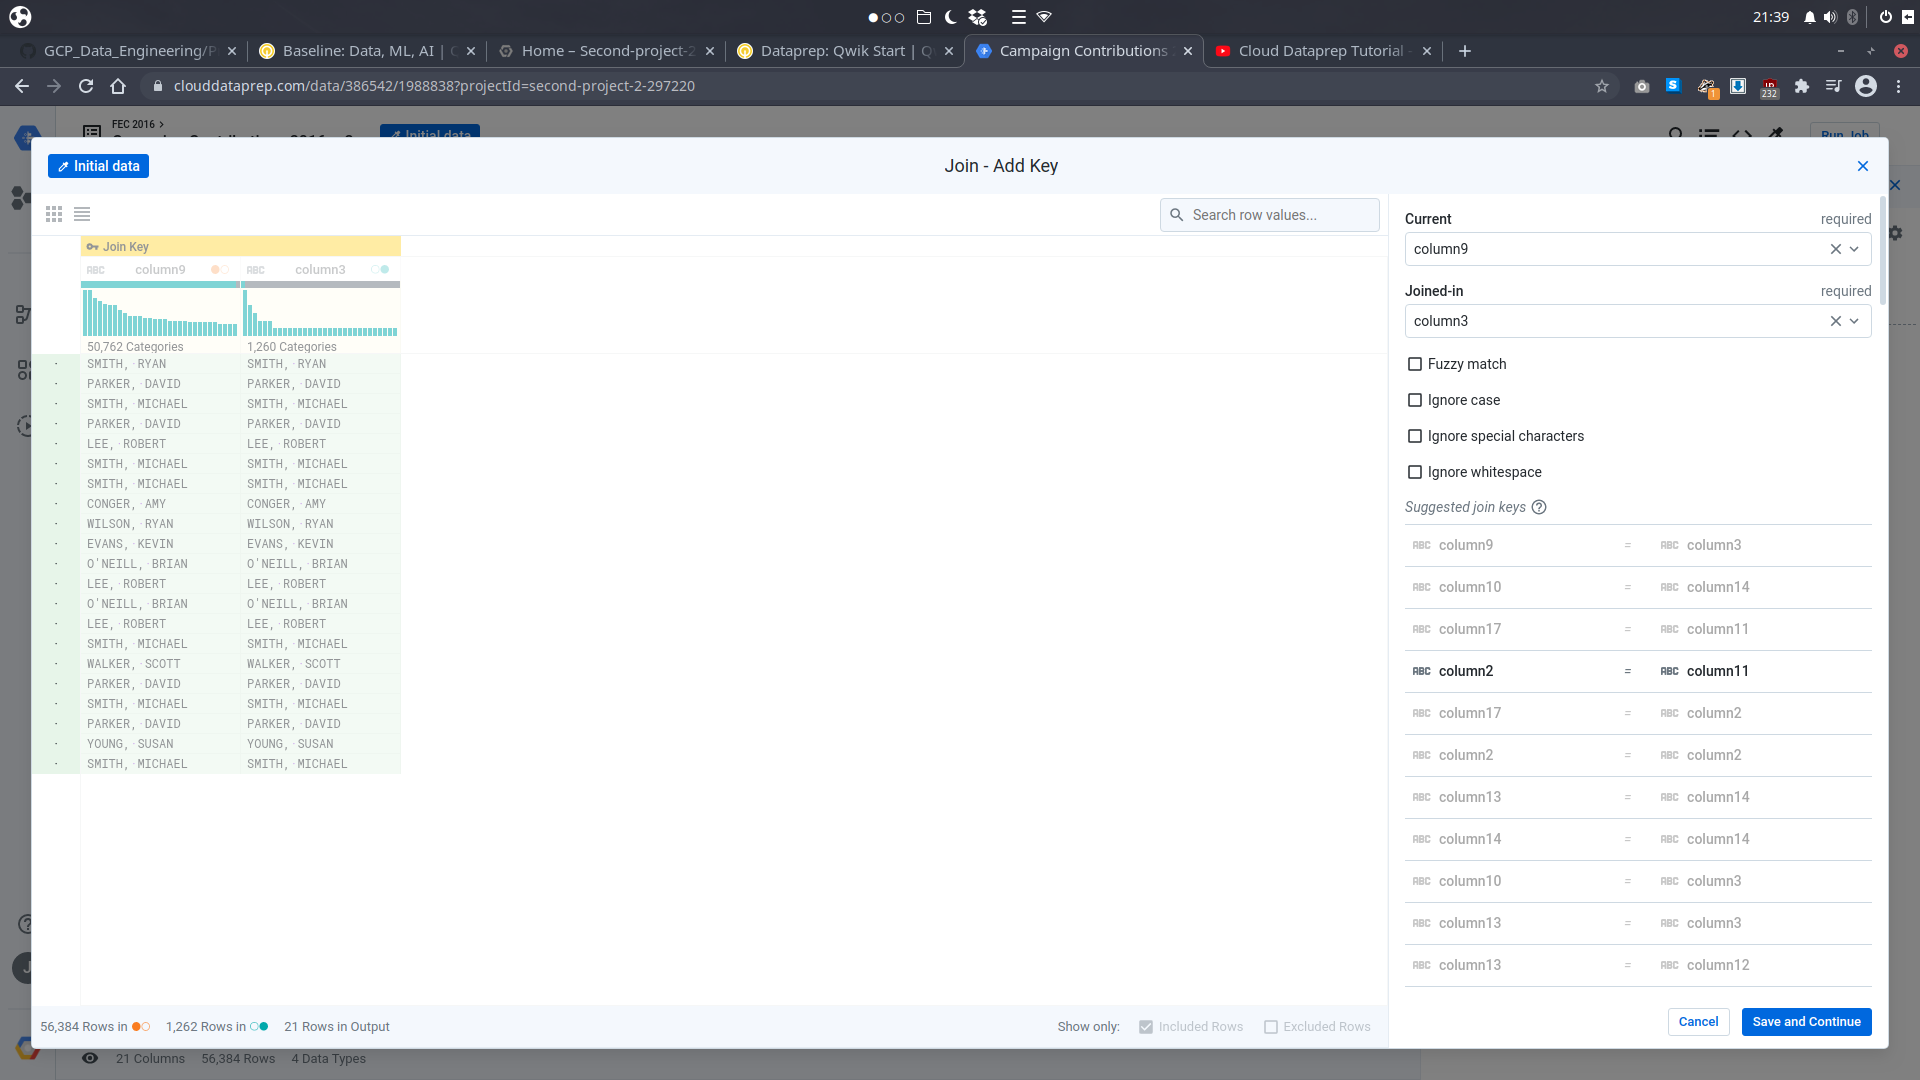 21:39
GCP_Data_Engineering/P
Baseline: Data, ML, AI | Q
Home – Second-project-2
Dataprep: Qwik Start | Q
Campaign Contributions
Cloud Dataprep Tutorial -
clouddataprep.com/data/386542/1988838?projectId=second-project-2-297220
1
232
FEC 2016
Initial data
Run Job
Initial data
Join - Add Key
Search row values...
Join Key
ABC column9 ABC column3
50,762 Categories 1,260 Categories
SMITH, RYAN SMITH, RYAN
PARKER, DAVID PARKER, DAVID
SMITH, MICHAEL SMITH, MICHAEL
PARKER, DAVID PARKER, DAVID
LEE, ROBERT LEE, ROBERT
SMITH, MICHAEL SMITH, MICHAEL
SMITH, MICHAEL SMITH, MICHAEL
CONGER, AMY CONGER, AMY
WILSON, RYAN WILSON, RYAN
EVANS, KEVIN EVANS, KEVIN
O'NEILL, BRIAN O'NEILL, BRIAN
LEE, ROBERT LEE, ROBERT
O'NEILL, BRIAN O'NEILL, BRIAN
LEE, ROBERT LEE, ROBERT
SMITH, MICHAEL SMITH, MICHAEL
WALKER, SCOTT WALKER, SCOTT
PARKER, DAVID PARKER, DAVID
SMITH, MICHAEL SMITH, MICHAEL
PARKER, DAVID PARKER, DAVID
YOUNG, SUSAN YOUNG, SUSAN
SMITH, MICHAEL SMITH, MICHAEL
56,384 Rows in 1,262 Rows in 21 Rows in Output
Show only: Included Rows Excluded Rows
Current required
column9
Joined-in required
column3
Fuzzy match
Ignore case
Ignore special characters
Ignore whitespace
Suggested join keys
ABC column9 = ABC column3
ABC column10 = ABC column14
ABC column17 = ABC column11
ABC column2 = ABC column11
ABC column17 = ABC column2
ABC column2 = ABC column2
ABC column13 = ABC column14
ABC column14 = ABC column14
ABC column10 = ABC column3
ABC column13 = ABC column3
ABC column13 = ABC column12
Cancel Save and Continue
J
21 Columns 56,384 Rows 4 Data Types